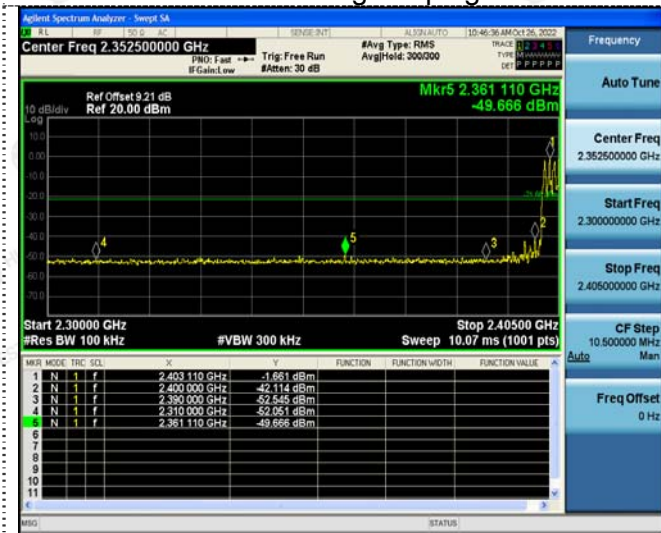 Agilent Spectrum Analyzer - Swept SA
RL RF 50 Ω AC SENSE:INT ALIGN AUTO 10:46:36 AM Oct 26, 2022
Center Freq 2.352500000 GHz
PNO: Fast Trig: Free Run #Avg Type: RMS TRACE 1 2 3 4 5 6
IFGain:Low #Atten: 30 dB Avg|Hold: 300/300 TYPE
DET P P P P P P
Mkr5 2.361 110 GHz
-49.666 dBm
Ref Offset 9.21 dB
10 dB/div Ref 20.00 dBm
Log
10.0
0.00
-10.0
-20.0
-30.0
-40.0
-50.0
-60.0
-70.0
1
2
3
4
5
Start 2.30000 GHz Stop 2.40500 GHz
#Res BW 100 kHz #VBW 300 kHz Sweep 10.07 ms (1001 pts)
MKR MODE TRC SCL X Y FUNCTION FUNCTION WIDTH FUNCTION VALUE
1 N 1 f 2.403 110 GHz -1.661 dBm
2 N 1 f 2.400 000 GHz -42.114 dBm
3 N 1 f 2.390 000 GHz -52.545 dBm
4 N 1 f 2.310 000 GHz -52.051 dBm
5 N 1 f 2.361 110 GHz -49.666 dBm
6
7
8
9
10
11
MSG STATUS
Frequency
Auto Tune
Center Freq
2.352500000 GHz
Start Freq
2.300000000 GHz
Stop Freq
2.405000000 GHz
CF Step
10.500000 MHz
Auto Man
Freq Offset
0 Hz